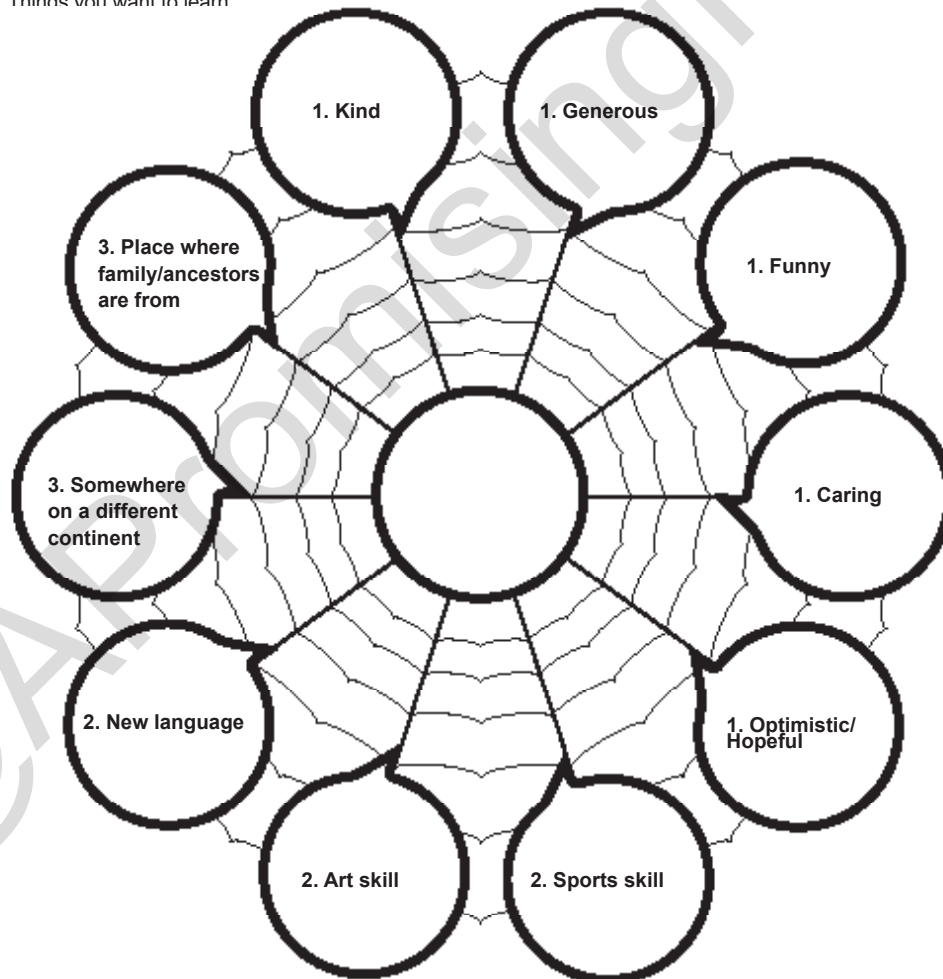 Things you want to learn
1. Kind
1. Generous
3. Place where
family/ancestors
are from
1. Funny
3. Somewhere
on a different
continent
1. Caring
2. New language
1. Optimistic/
Hopeful
2. Art skill
2. Sports skill
@APromising